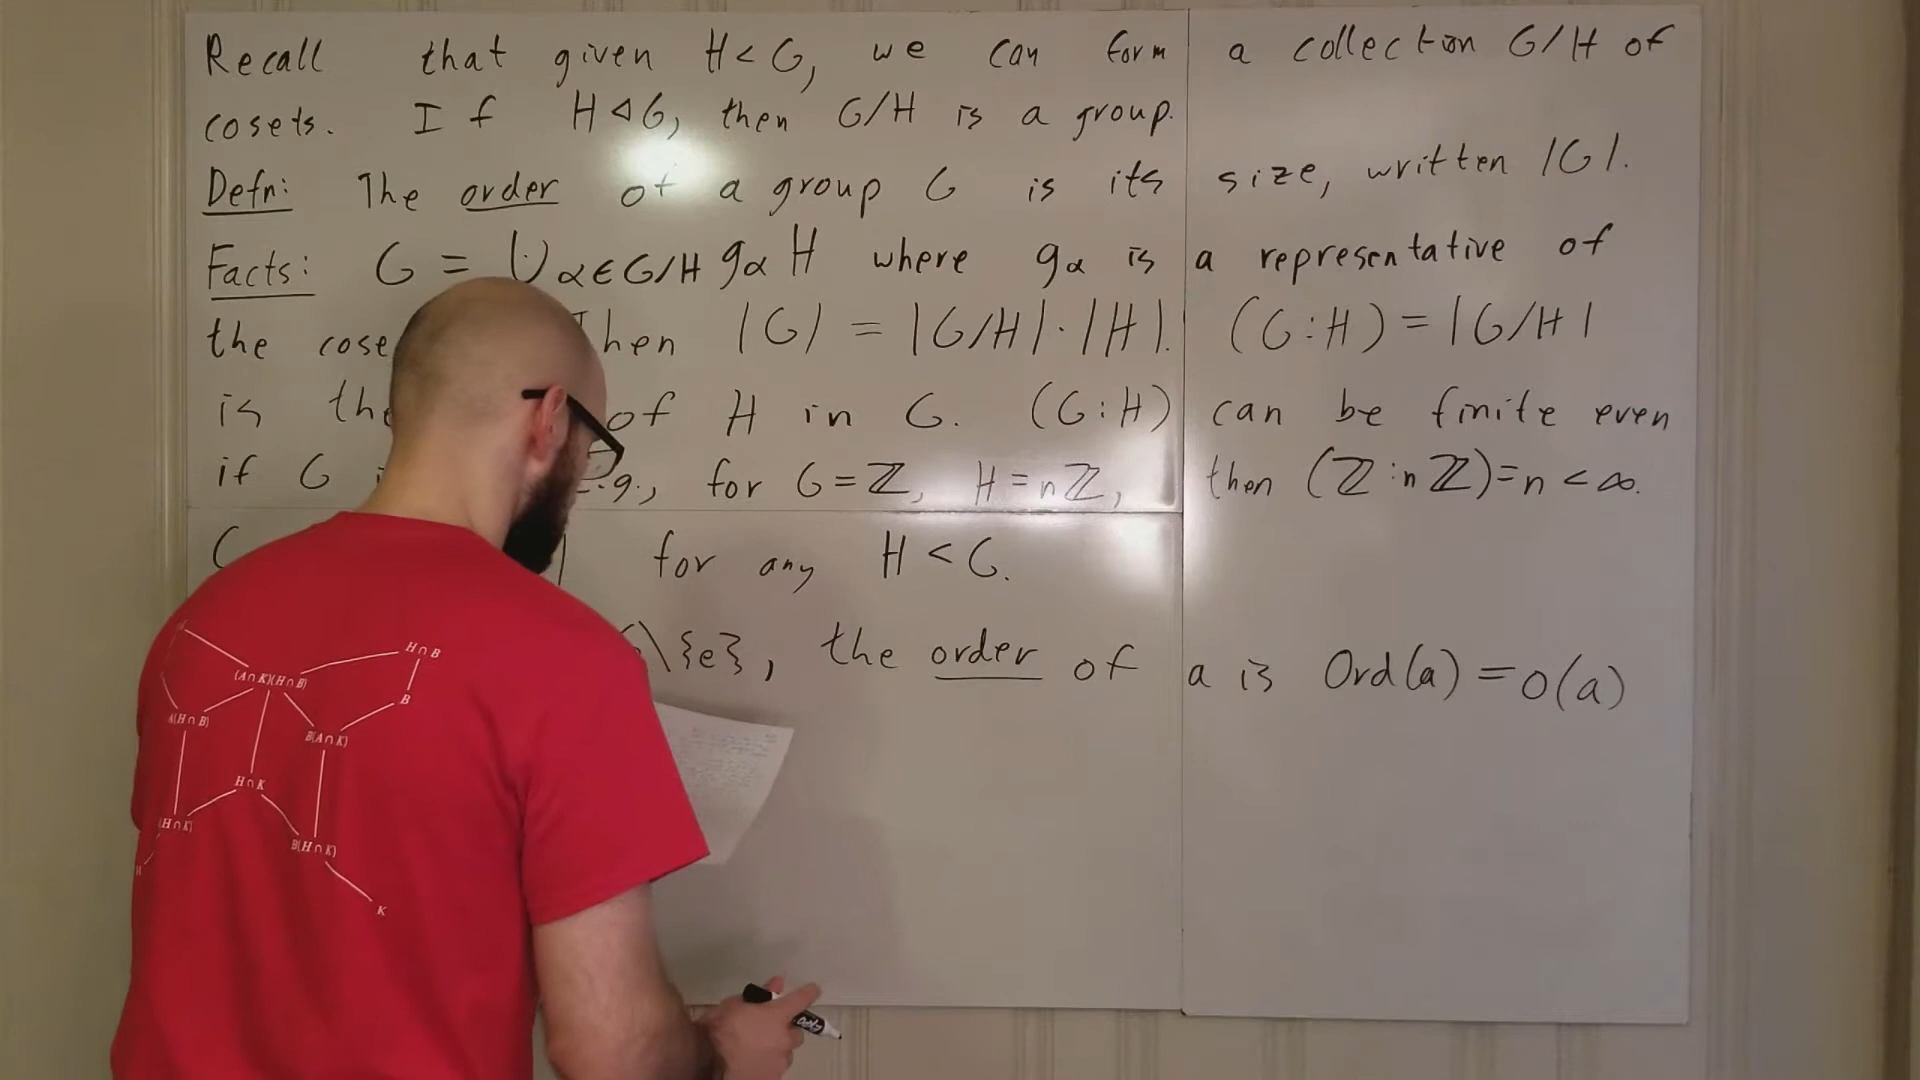 Recall that given H<G, we can form a collection G/H of
cosets. If H◁G, then G/H is a group.
Defn: The order of a group G is its size, written |G|.
Facts: G = ⋃α∈G/H gα H where gα is a representative of
the cose hen |G| = |G/H|·|H|. (G:H) = |G/H|
is the of H in G. (G:H) can be finite even
if G .g., for G=ℤ, H=nℤ, then (ℤ:nℤ)=n<∞.
for any H<G.
\{e}, the order of a is Ord(a)=o(a)
H∩B
(A∩K)(H∩B)
B
A(H∩B)
B(A∩K)
H∩K
(H∩K)
B(H∩K)
K